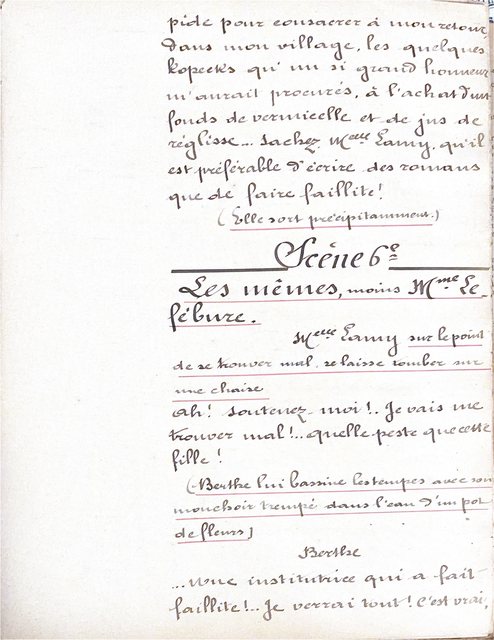 pide pour consacrer à mon retour,
dans mon village, les quelques
kopecks qu'un si grand honneur
m'aurait procurés, à l'achat d'un
fonds de vermicelle et de jus de
réglisse... Sachez, Melle Lamy, qu'il
est préférable d'écrire des romans
que de faire faillite!
(Elle sort précipitamment.)
Scène 6e
Les mêmes, moins Mme Le-
fébure.
Melle Lamy sur le point
de se trouver mal, se laisse tomber sur
une chaise
Ah! Soutenez-moi!.. Je vais me
trouver mal!... quelle peste que cette
fille!
(Berthe lui bassine les tempes avec son
mouchoir trempé dans l'eau d'un pot
de fleurs)
Berthe
...Une institutrice qui a fait
faillite!.. Je verrai tout! C'est vrai,